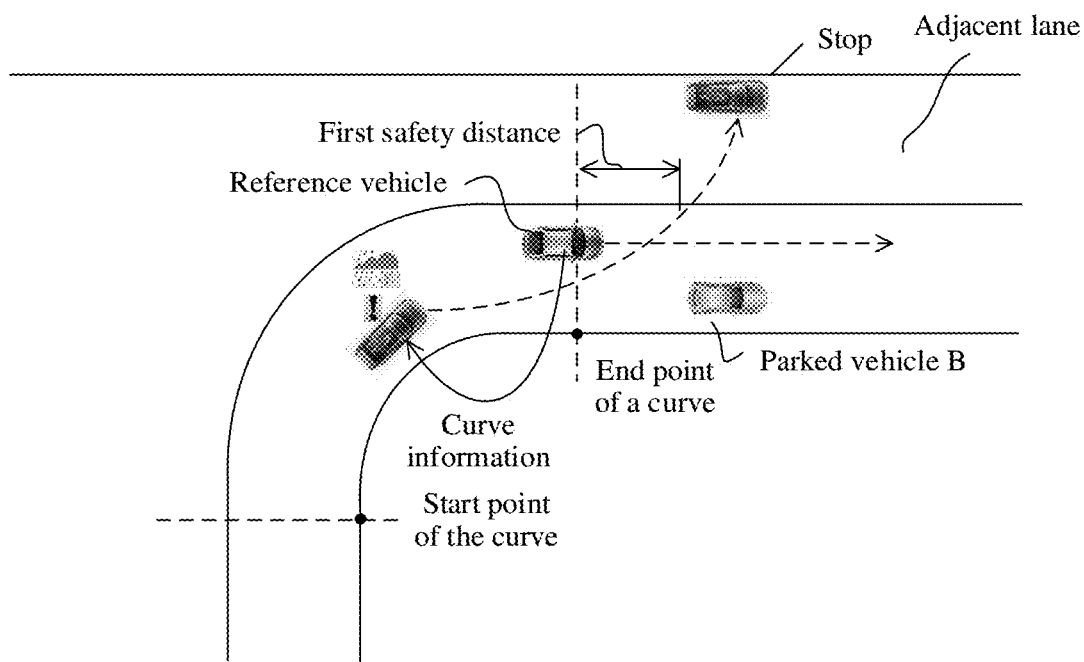 Adjacent lane
Stop
First safety distance
Reference vehicle
Parked vehicle B
End point
of a curve
Curve
information
Start point
of the curve